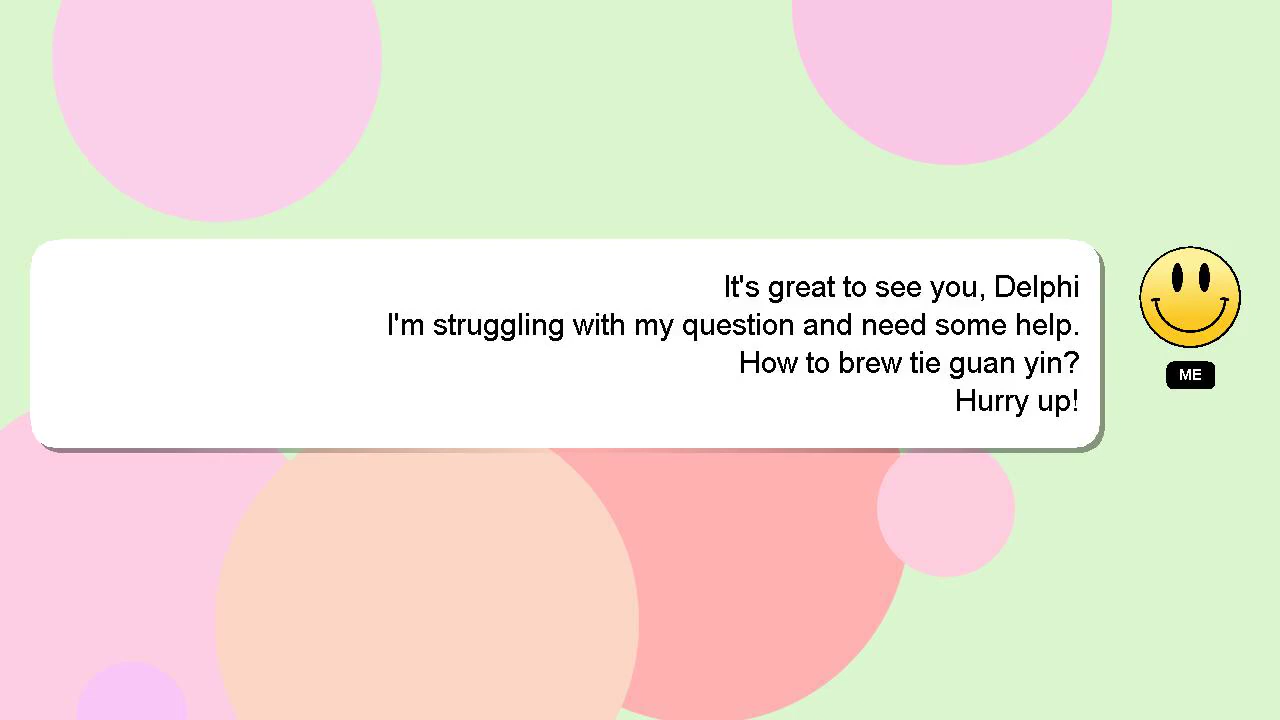 It's great to see you, Delphi
I'm struggling with my question and need some help.
How to brew tie guan yin?
Hurry up!
ME